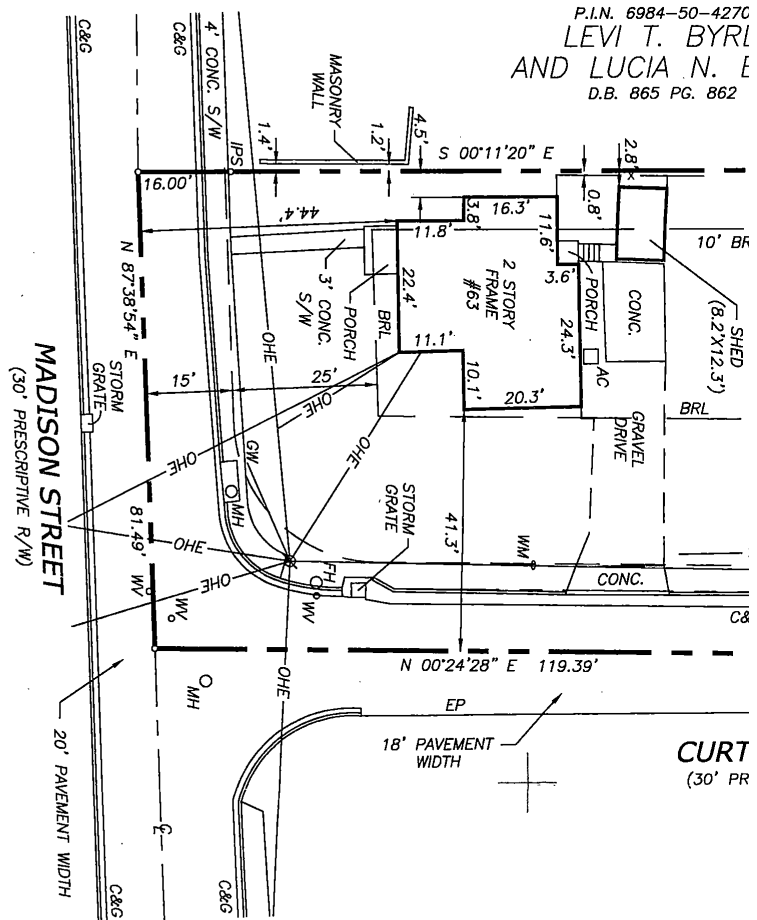 P.I.N. 6984-50-4270
LEVI T. BYRL
AND LUCIA N. E
D.B. 865 PG. 862
C&G
C&G
4' CONC. S/W
MASONRY
WALL
1.4'
IPS
1.2'
4.5'
S 00°11'20" E
2.8'±
0.8'
16.00'
44.4'
3.8'
16.3'
11.6'
11.8'
10' BR
3' CONC.
S/W
PORCH
BRL
22.4'
2 STORY
FRAME
#63
3.6'
PORCH
CONC.
SHED
(8.2'X12.3')
24.3'
AC
N 87°38'54" E
OHE
11.1'
10.1'
20.3'
BRL
GRAVEL
DRIVE
15'
25'
OHE
OHE
OHE
MADISON STREET
(30' PRESCRIPTIVE R/W)
STORM
GRATE
GW
MH
STORM
GRATE
41.3'
81.49'
OHE
OHE
WM
CONC.
FH
WV
WV
WV
C&
N 00°24'28" E 119.39'
MH
OHE
EP
20' PAVEMENT WIDTH
18' PAVEMENT
WIDTH
CURT
(30' PR
C&G
C&G